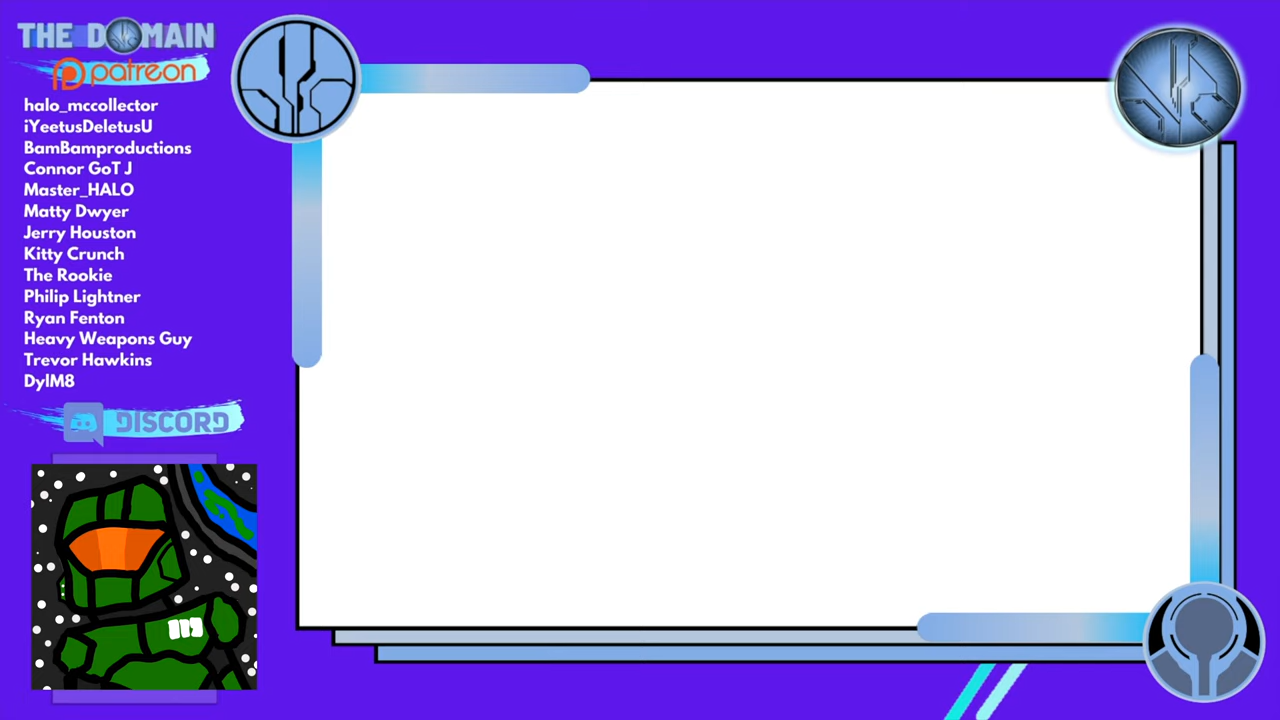 THE DOMAIN
patreon
halo_mccollector
iYeetusDeletusU
BamBamproductions
Connor GoT J
Master_HALO
Matty Dwyer
Jerry Houston
Kitty Crunch
The Rookie
Philip Lightner
Ryan Fenton
Heavy Weapons Guy
Trevor Hawkins
DylM8
DISCORD